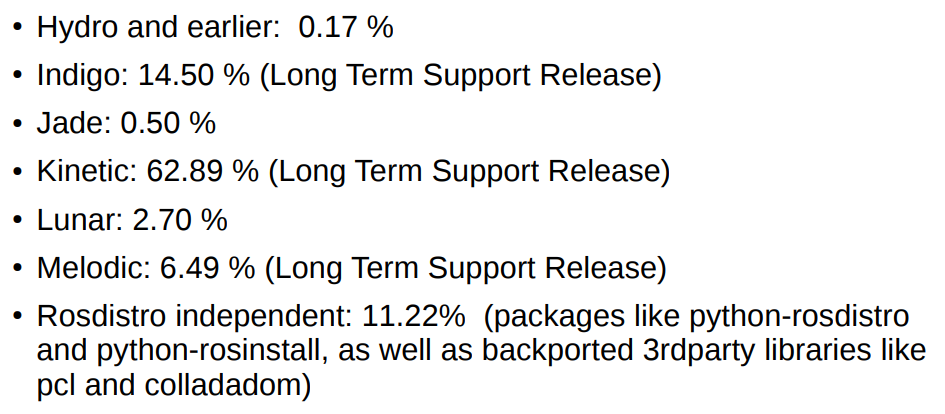 • Hydro and earlier:  0.17 %
• Indigo: 14.50 % (Long Term Support Release)
• Jade: 0.50 %
• Kinetic: 62.89 % (Long Term Support Release)
• Lunar: 2.70 %
• Melodic: 6.49 % (Long Term Support Release)
• Rosdistro independent: 11.22%  (packages like python-rosdistro
and python-rosinstall, as well as backported 3rdparty libraries like
pcl and colladadom)